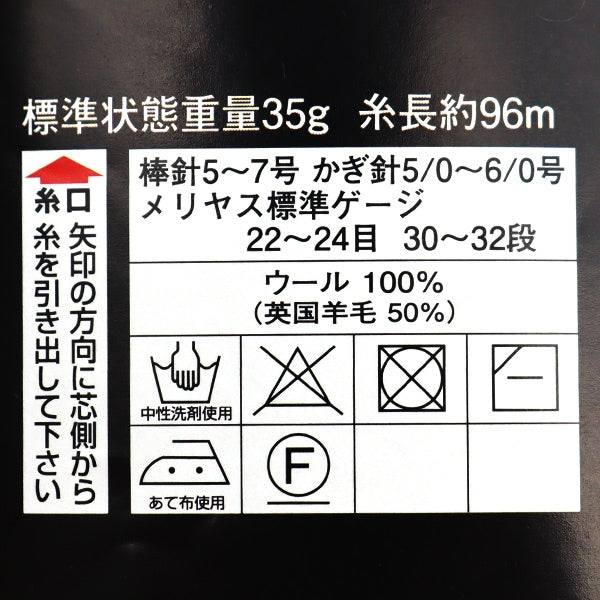 標準状態重量35g 糸長約96m
糸口
矢印の方向に芯側から
糸を引き出して下さい
棒針5～7号 かぎ針5/0～6/0号
メリヤス標準ゲージ
22～24目 30～32段
ウール 100%
(英国羊毛 50%)
中性洗剤使用
あて布使用
F